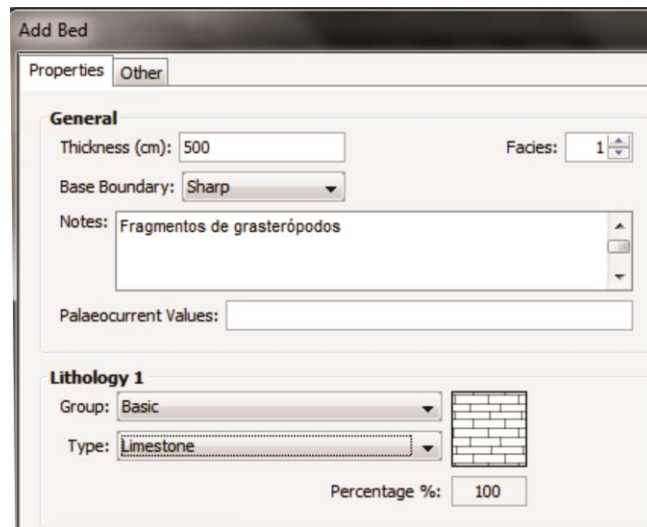 Add Bed
Properties Other
General
Thickness (cm): 500 Facies: 1
Base Boundary: Sharp
Notes: Fragmentos de grasterópodos
Palaeocurrent Values:
Lithology 1
Group: Basic
Type: Limestone
Percentage %: 100